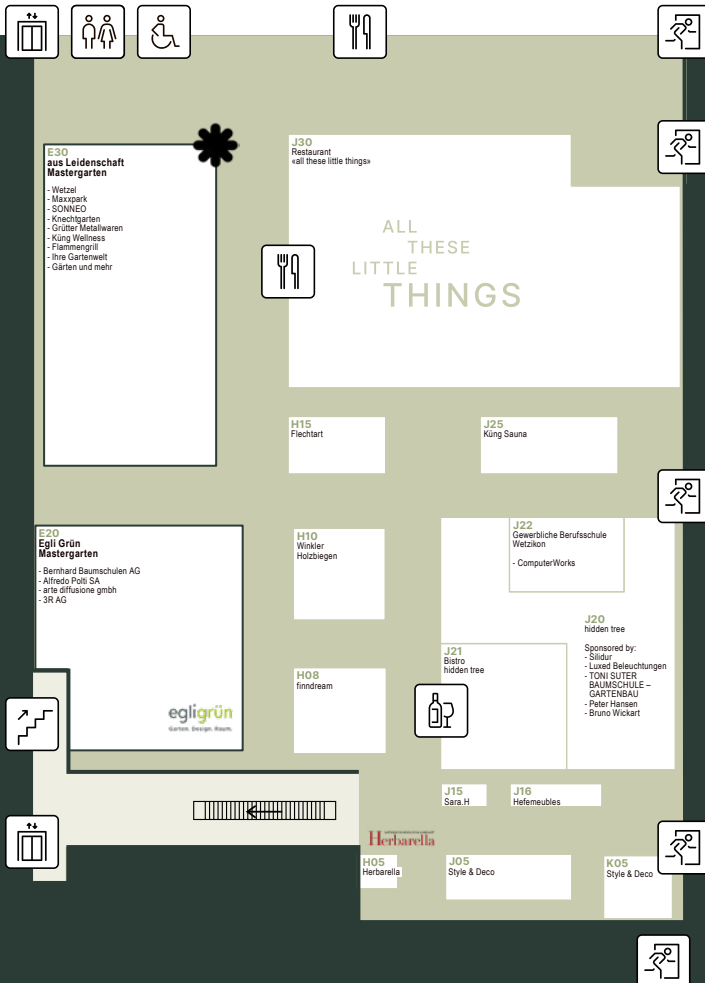 E30
aus Leidenschaft
Mastergarten
- Wetzel
- Maxxpark
- SONNEO
- Knechtgarten
- Grütter Metallwaren
- Küng Wellness
- Flammengrill
- Ihre Gartenwelt
- Gärten und mehr
J30
Restaurant
«all these little things»
ALL
THESE
LITTLE
THINGS
H15
Flechtart
J25
Küng Sauna
E20
Egli Grün
Mastergarten
- Bernhard Baumschulen AG
- Alfredo Polti SA
- arte diffusione gmbh
- 3R AG
egligrün
Garten. Design. Raum.
H10
Winkler
Holzbiegen
J22
Gewerbliche Berufsschule
Wetzikon
- ComputerWorks
J20
hidden tree
Sponsored by:
- Silidur
- Luxed Beleuchtungen
- TONI SUTER
BAUMSCHULE –
GARTENBAU
- Peter Hansen
- Bruno Wickart
J21
Bistro
hidden tree
H08
finndream
J15
Sara.H
J16
Hefemeubles
Herbarella
H05
Herbarella
J05
Style & Deco
K05
Style & Deco